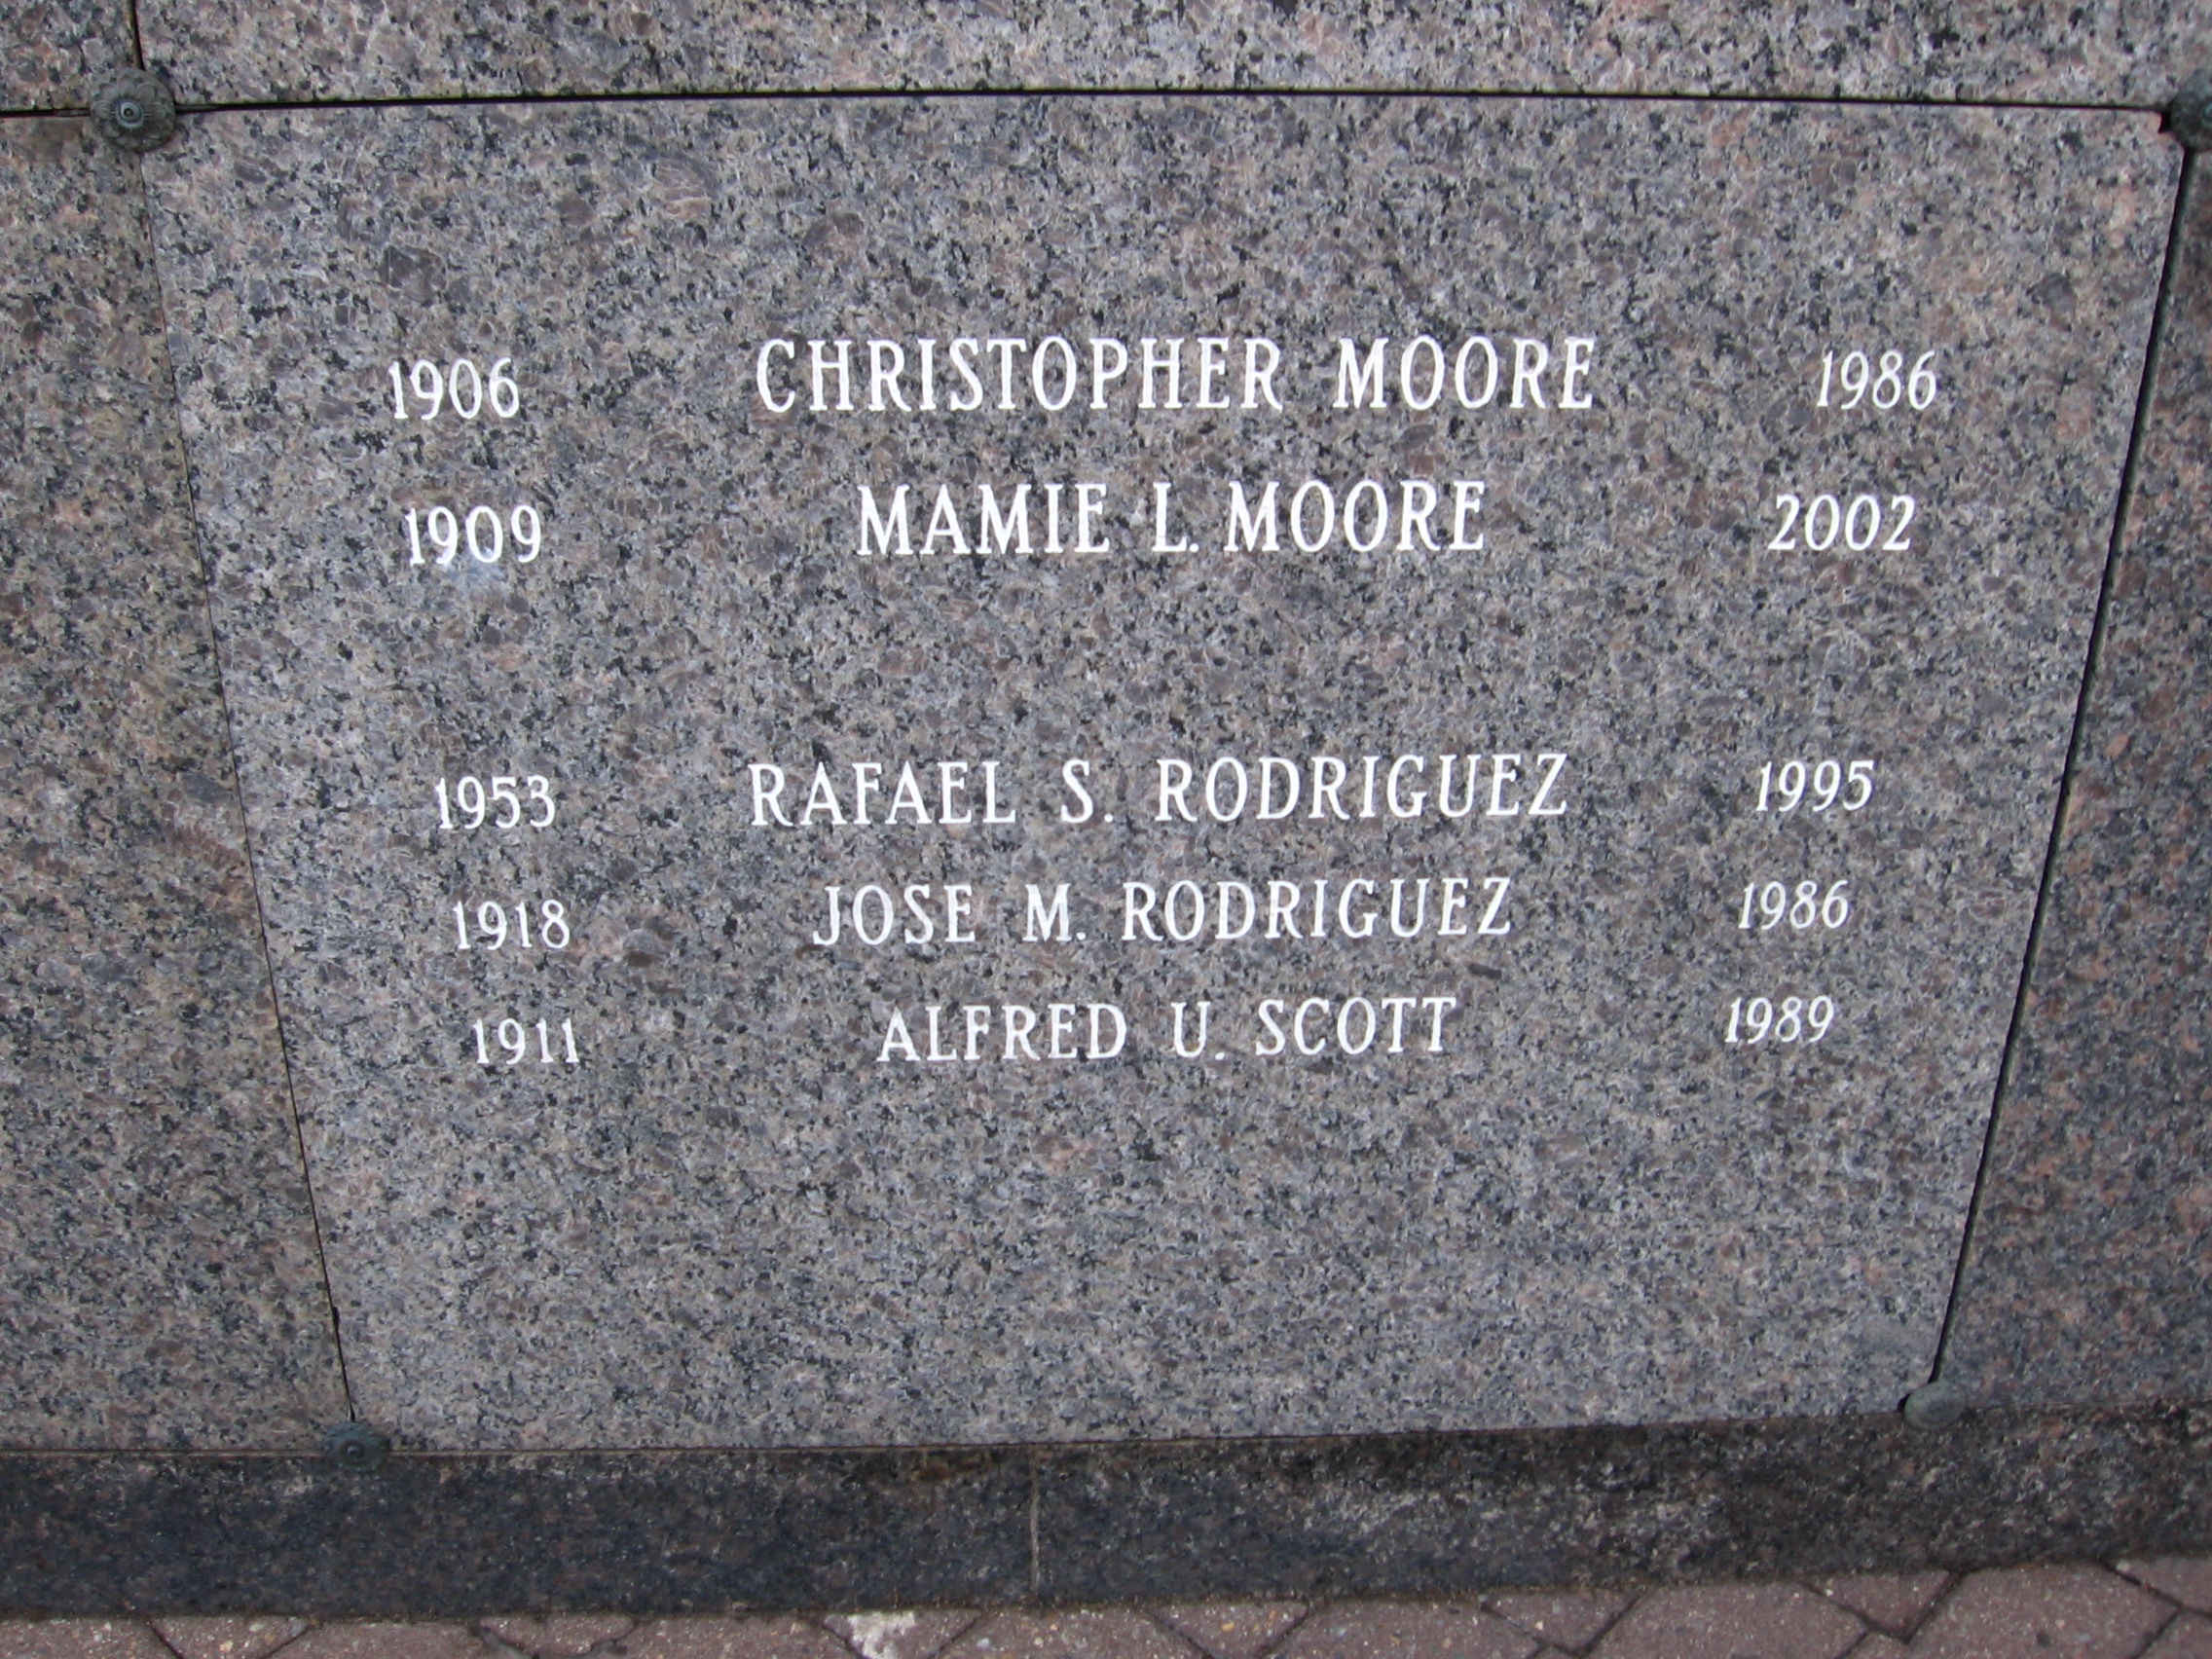 1906 CHRISTOPHER MOORE 1986
1909 MAMIE L. MOORE 2002
1953 RAFAEL S. RODRIGUEZ 1995
1918 JOSE M. RODRIGUEZ 1986
1911 ALFRED U. SCOTT 1989